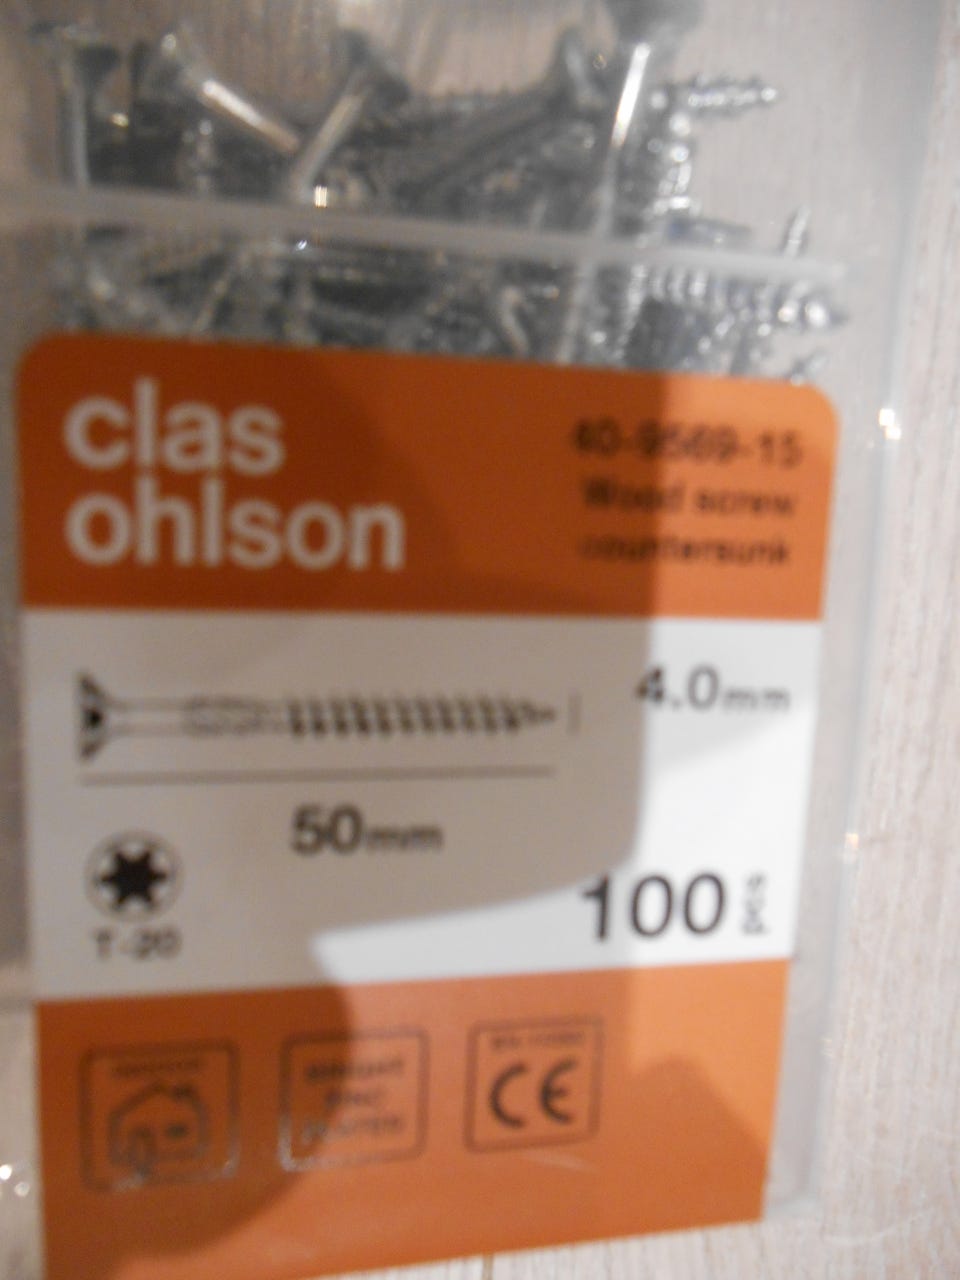 clas
ohlson
40-9569-15
Wood screw
countersunk
4.0mm
50mm
T-20
100 pcs
CE